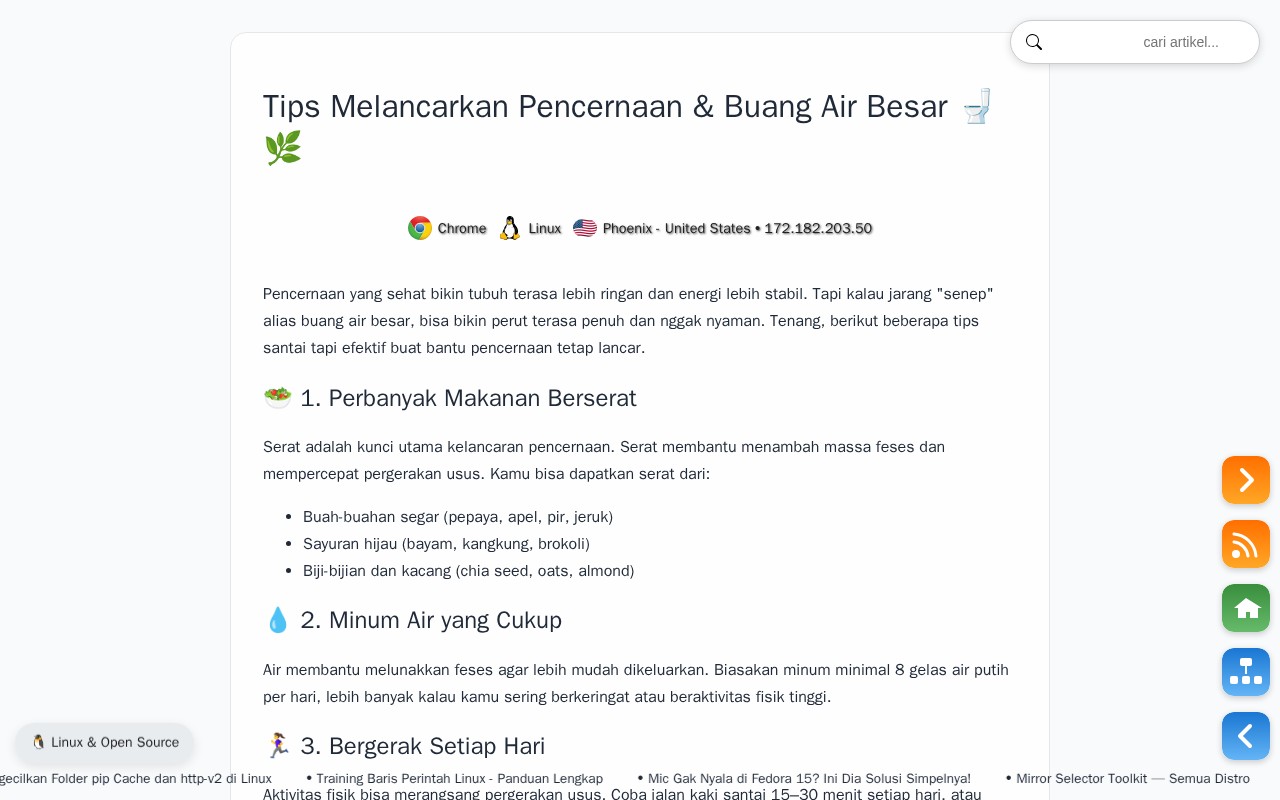 cari artikel...
Tips Melancarkan Pencernaan & Buang Air Besar 🚽
🌿
Chrome Linux Phoenix - United States • 172.182.203.50
Pencernaan yang sehat bikin tubuh terasa lebih ringan dan energi lebih stabil. Tapi kalau jarang "senep"
alias buang air besar, bisa bikin perut terasa penuh dan nggak nyaman. Tenang, berikut beberapa tips
santai tapi efektif buat bantu pencernaan tetap lancar.
🥗 1. Perbanyak Makanan Berserat
Serat adalah kunci utama kelancaran pencernaan. Serat membantu menambah massa feses dan
mempercepat pergerakan usus. Kamu bisa dapatkan serat dari:
• Buah-buahan segar (pepaya, apel, pir, jeruk)
• Sayuran hijau (bayam, kangkung, brokoli)
• Biji-bijian dan kacang (chia seed, oats, almond)
💧 2. Minum Air yang Cukup
Air membantu melunakkan feses agar lebih mudah dikeluarkan. Biasakan minum minimal 8 gelas air putih
per hari, lebih banyak kalau kamu sering berkeringat atau beraktivitas fisik tinggi.
🏃‍♀️ 3. Bergerak Setiap Hari
🐧 Linux & Open Source
gecilkan Folder pip Cache dan http-v2 di Linux • Training Baris Perintah Linux - Panduan Lengkap • Mic Gak Nyala di Fedora 15? Ini Dia Solusi Simpelnya! • Mirror Selector Toolkit — Semua Distro
Aktivitas fisik bisa merangsang pergerakan usus. Coba jalan kaki santai 15–30 menit setiap hari, atau